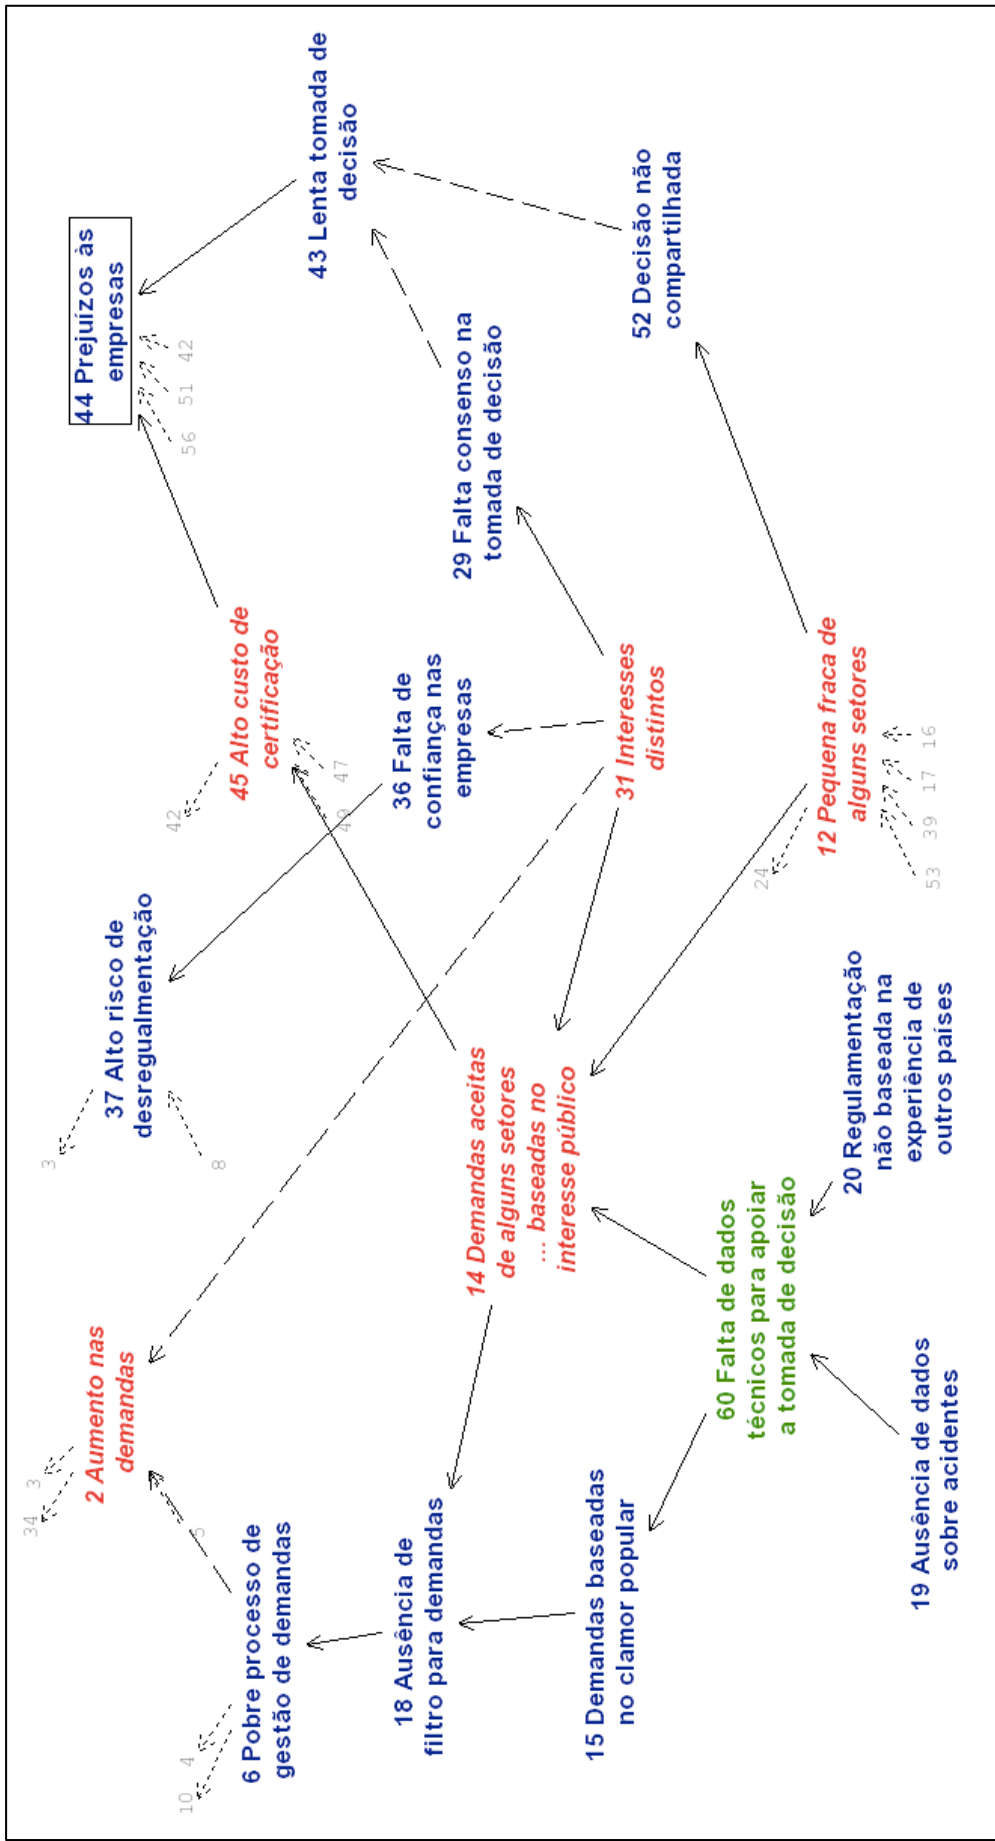 34
3
2 Aumento nas
demandas
3
37 Alto risco de
desregualmentação
8
44 Prejuízos às
empresas
56
51
42
10
4
6 Pobre processo de
gestão de demandas
5
42
45 Alto custo de
certificação
49
47
43 Lenta tomada de
decisão
18 Ausência de
filtro para demandas
36 Falta de
confiança nas
empresas
29 Falta consenso na
tomada de decisão
14 Demandas aceitas
de alguns setores
... baseadas no
interesse público
15 Demandas baseadas
no clamor popular
31 Interesses
distintos
52 Decisão não
compartilhada
60 Falta de dados
técnicos para apoiar
a tomada de decisão
24
12 Pequena fraca de
alguns setores
53
39
17
16
19 Ausência de dados
sobre acidentes
20 Regulamentação
não baseada na
experiência de
outros países